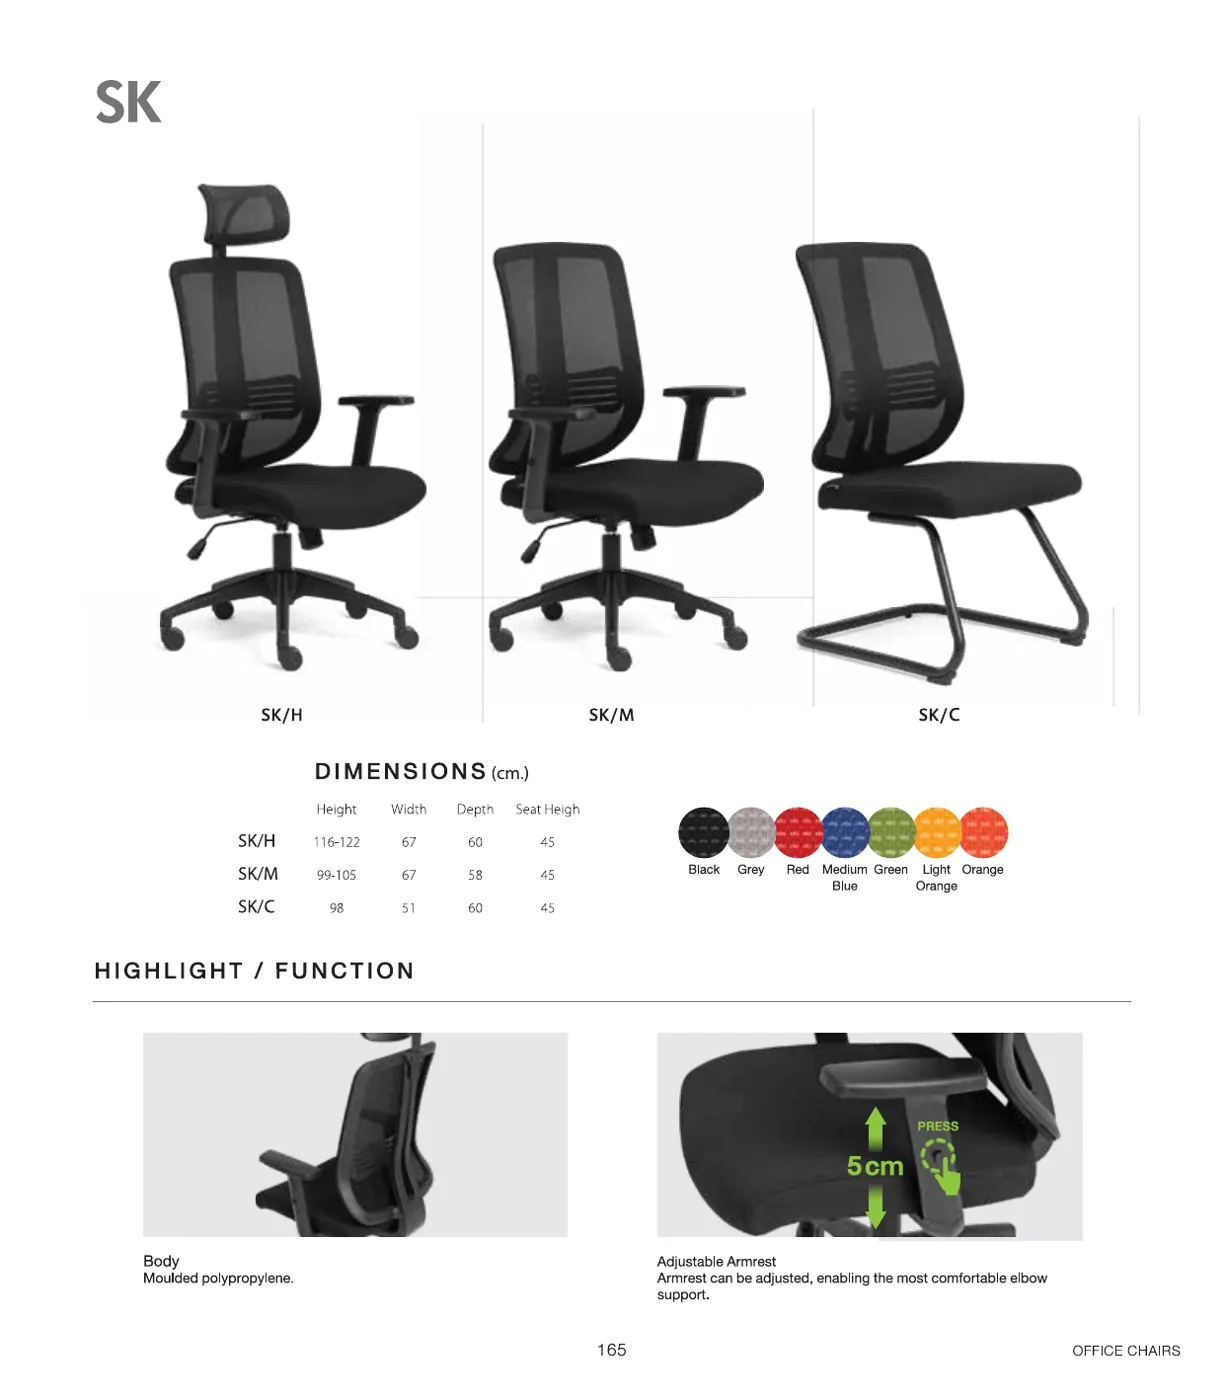 SK
SK/H
SK/M
SK/C
DIMENSIONS (cm.)
Height Width Depth Seat Heigh
SK/H 116-122 67 60 45
SK/M 99-105 67 58 45
SK/C 98 51 60 45
Black Grey Red Medium Blue Green Light Orange Orange
HIGHLIGHT / FUNCTION
PRESS
5cm
Body
Moulded polypropylene.
Adjustable Armrest
Armrest can be adjusted, enabling the most comfortable elbow
support.
165
OFFICE CHAIRS